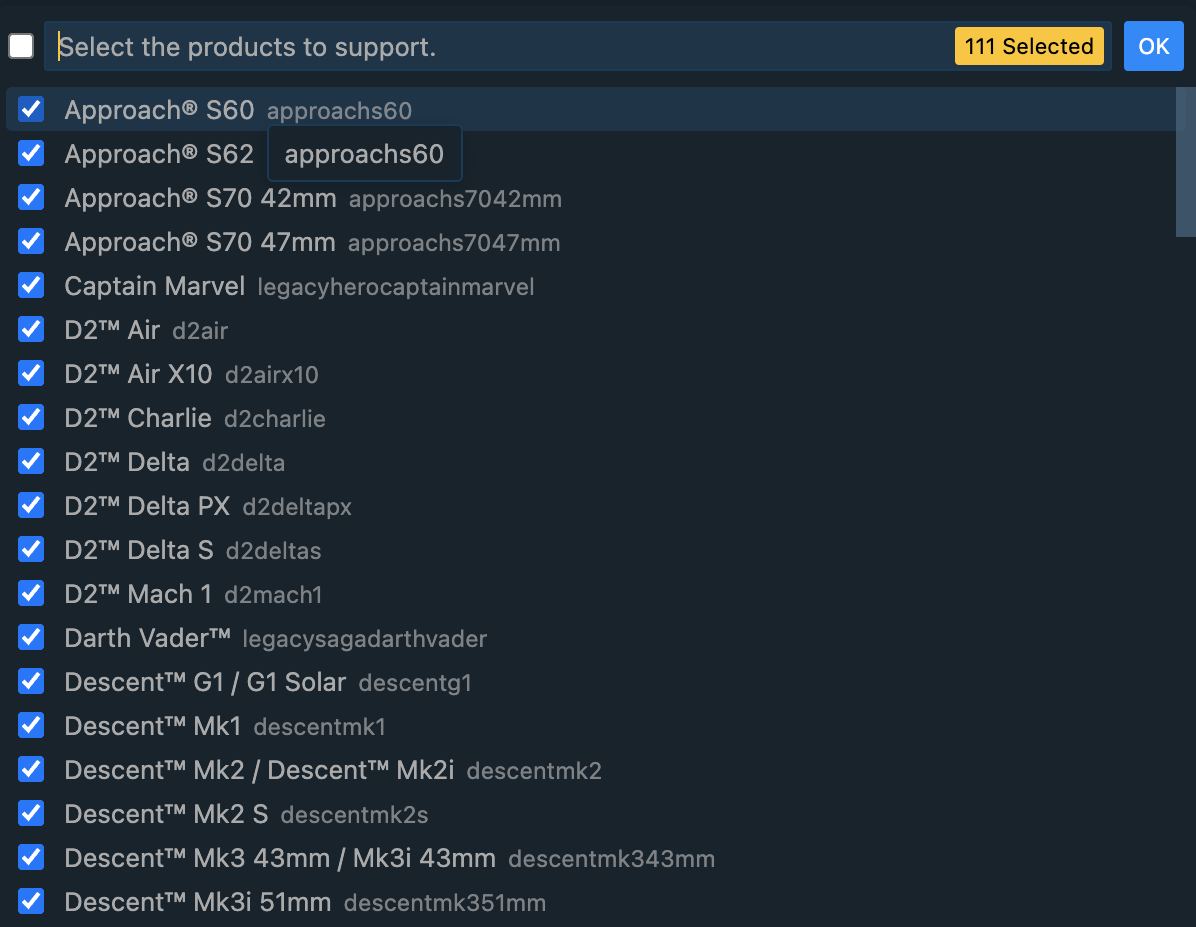 Select the products to support.
111 Selected
OK
Approach® S60 approachs60
Approach® S62
approachs60
Approach® S70 42mm approachs7042mm
Approach® S70 47mm approachs7047mm
Captain Marvel legacyherocaptainmarvel
D2™ Air d2air
D2™ Air X10 d2airx10
D2™ Charlie d2charlie
D2™ Delta d2delta
D2™ Delta PX d2deltapx
D2™ Delta S d2deltas
D2™ Mach 1 d2mach1
Darth Vader™ legacysagadarthvader
Descent™ G1 / G1 Solar descentg1
Descent™ Mk1 descentmk1
Descent™ Mk2 / Descent™ Mk2i descentmk2
Descent™ Mk2 S descentmk2s
Descent™ Mk3 43mm / Mk3i 43mm descentmk343mm
Descent™ Mk3i 51mm descentmk351mm